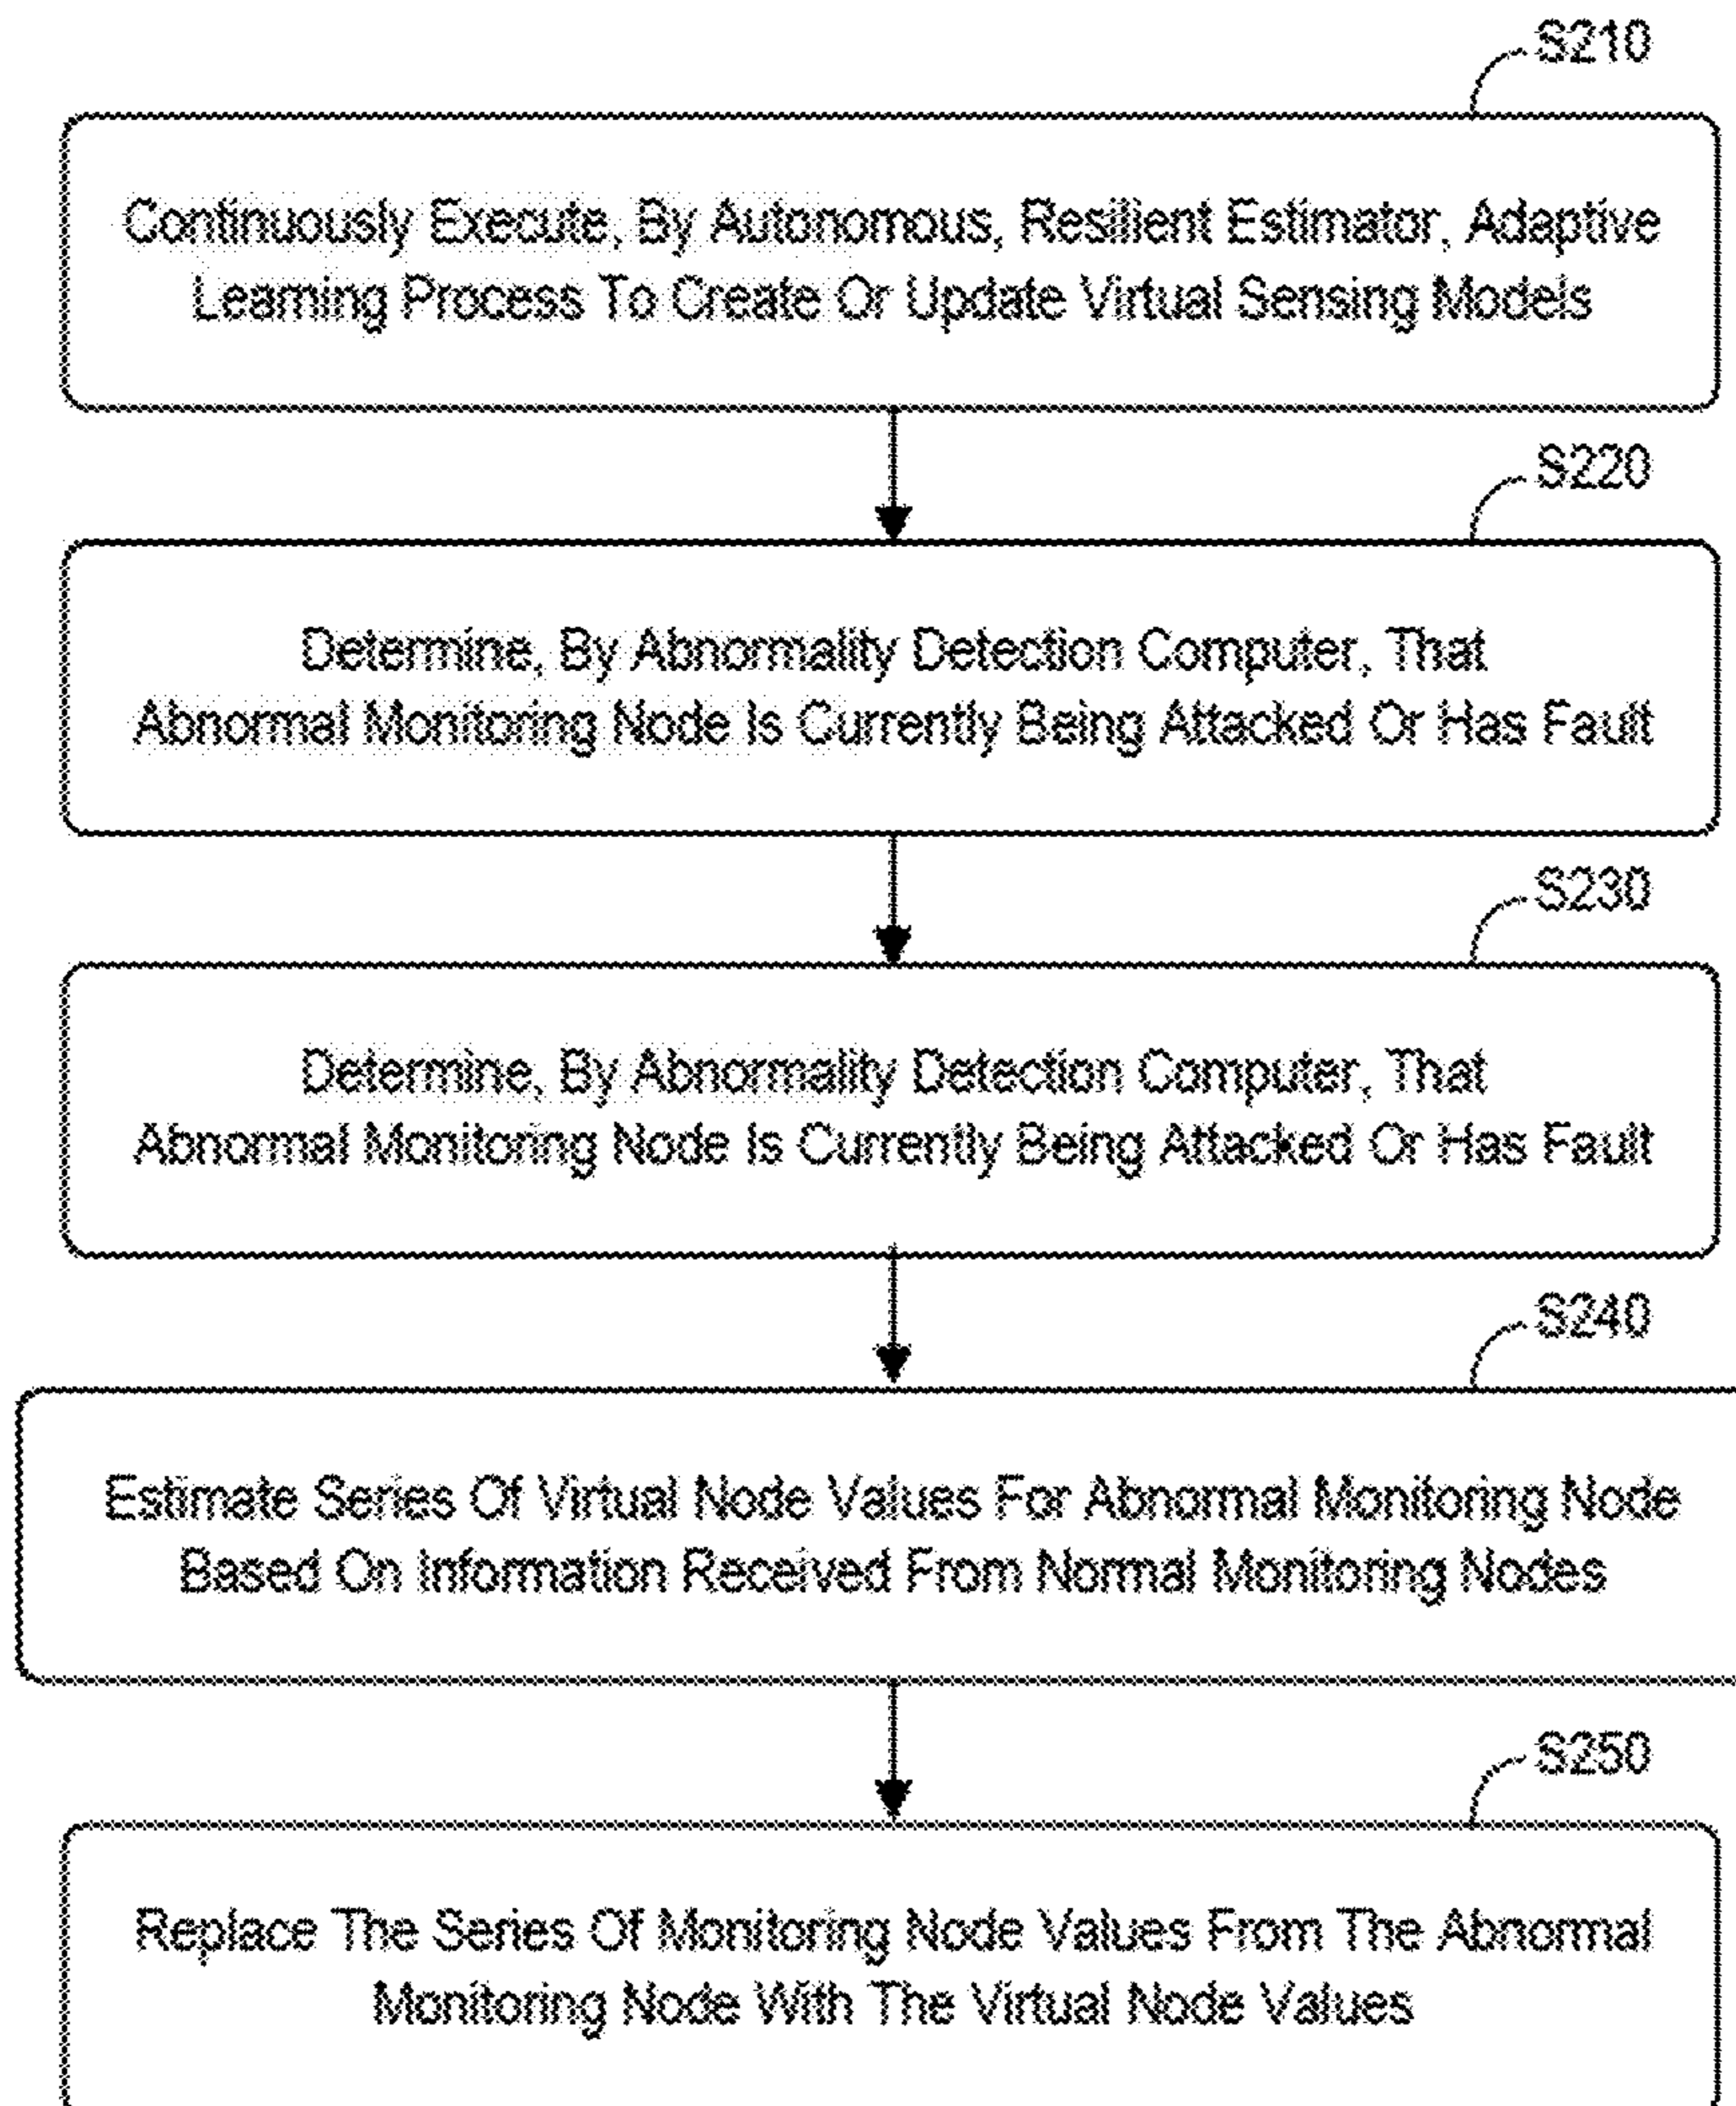 S210
Continuously Execute, By Autonomous, Resilient Estimator, Adaptive
Learning Process To Create Or Update Virtual Sensing Models
S220
Determine, By Abnormality Detection Computer, That
Abnormal Monitoring Node Is Currently Being Attacked Or Has Fault
S230
Determine, By Abnormality Detection Computer, That
Abnormal Monitoring Node Is Currently Being Attacked Or Has Fault
S240
Estimate Series Of Virtual Node Values For Abnormal Monitoring Node
Based On Information Received From Normal Monitoring Nodes
S250
Replace The Series Of Monitoring Node Values From The Abnormal
Monitoring Node With The Virtual Node Values